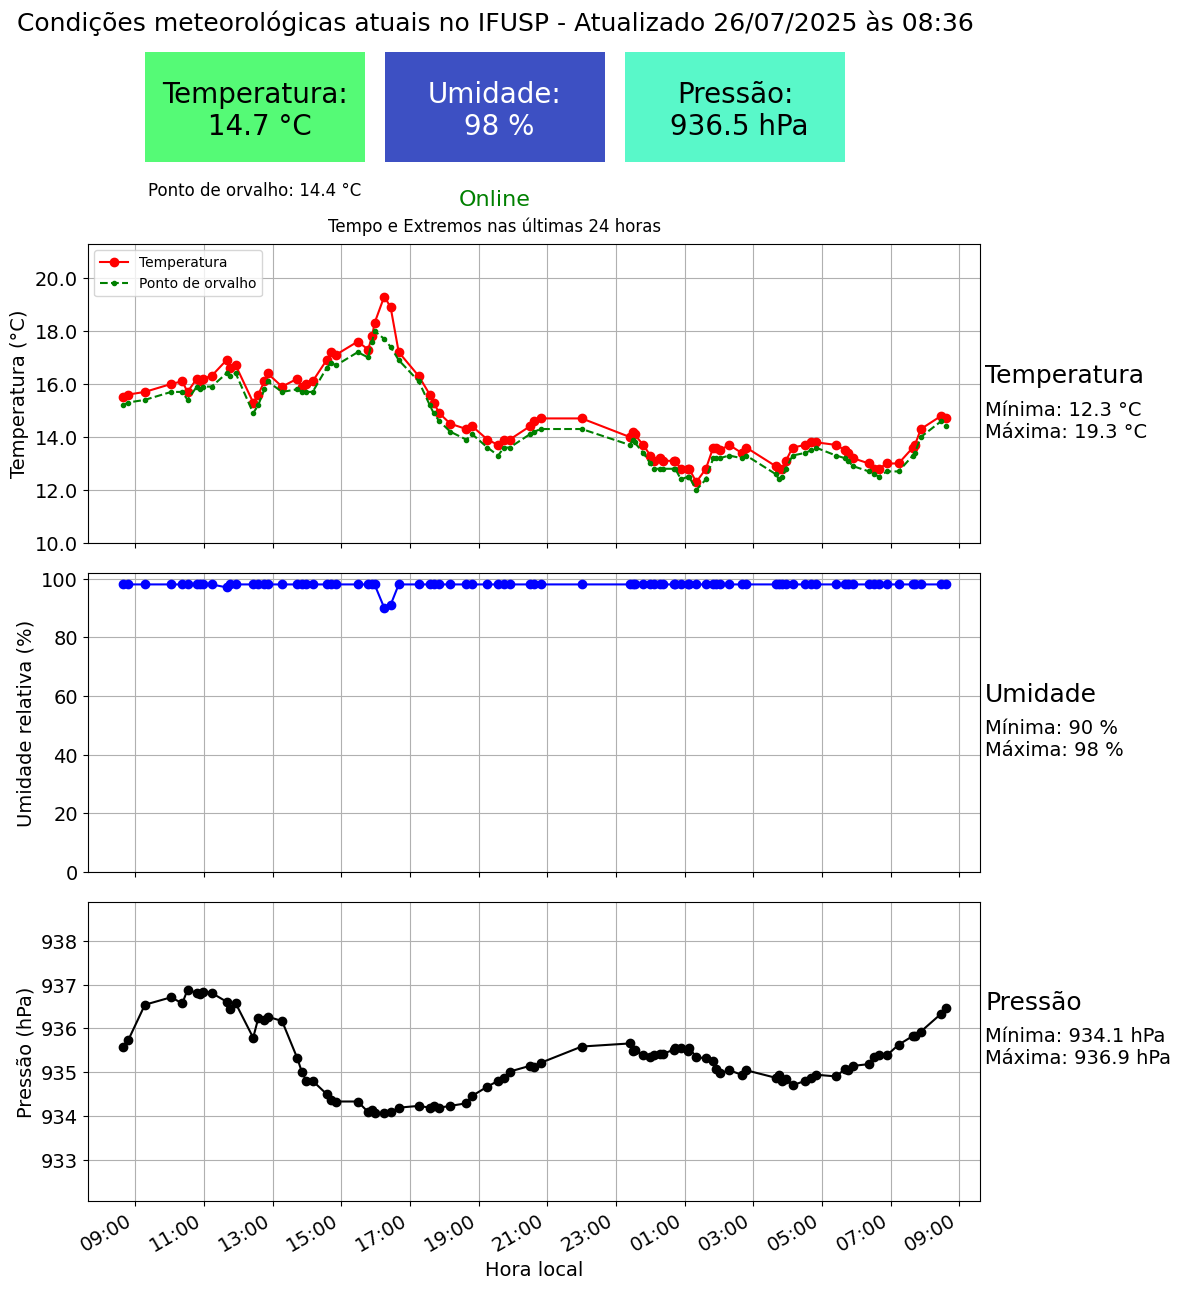 Condições meteorológicas atuais no IFUSP - Atualizado 26/07/2025 às 08:36
Temperatura:
14.7 °C
Umidade:
98 %
Pressão:
936.5 hPa
Ponto de orvalho: 14.4 °C
Online
Tempo e Extremos nas últimas 24 horas
Temperatura
Ponto de orvalho
Temperatura (°C)
20.0
18.0
16.0
14.0
12.0
10.0
Temperatura
Mínima: 12.3 °C
Máxima: 19.3 °C
Umidade relativa (%)
100
80
60
40
20
0
Umidade
Mínima: 90 %
Máxima: 98 %
Pressão (hPa)
938
937
936
935
934
933
Pressão
Mínima: 934.1 hPa
Máxima: 936.9 hPa
09:00 11:00 13:00 15:00 17:00 19:00 21:00 23:00 01:00 03:00 05:00 07:00 09:00
Hora local